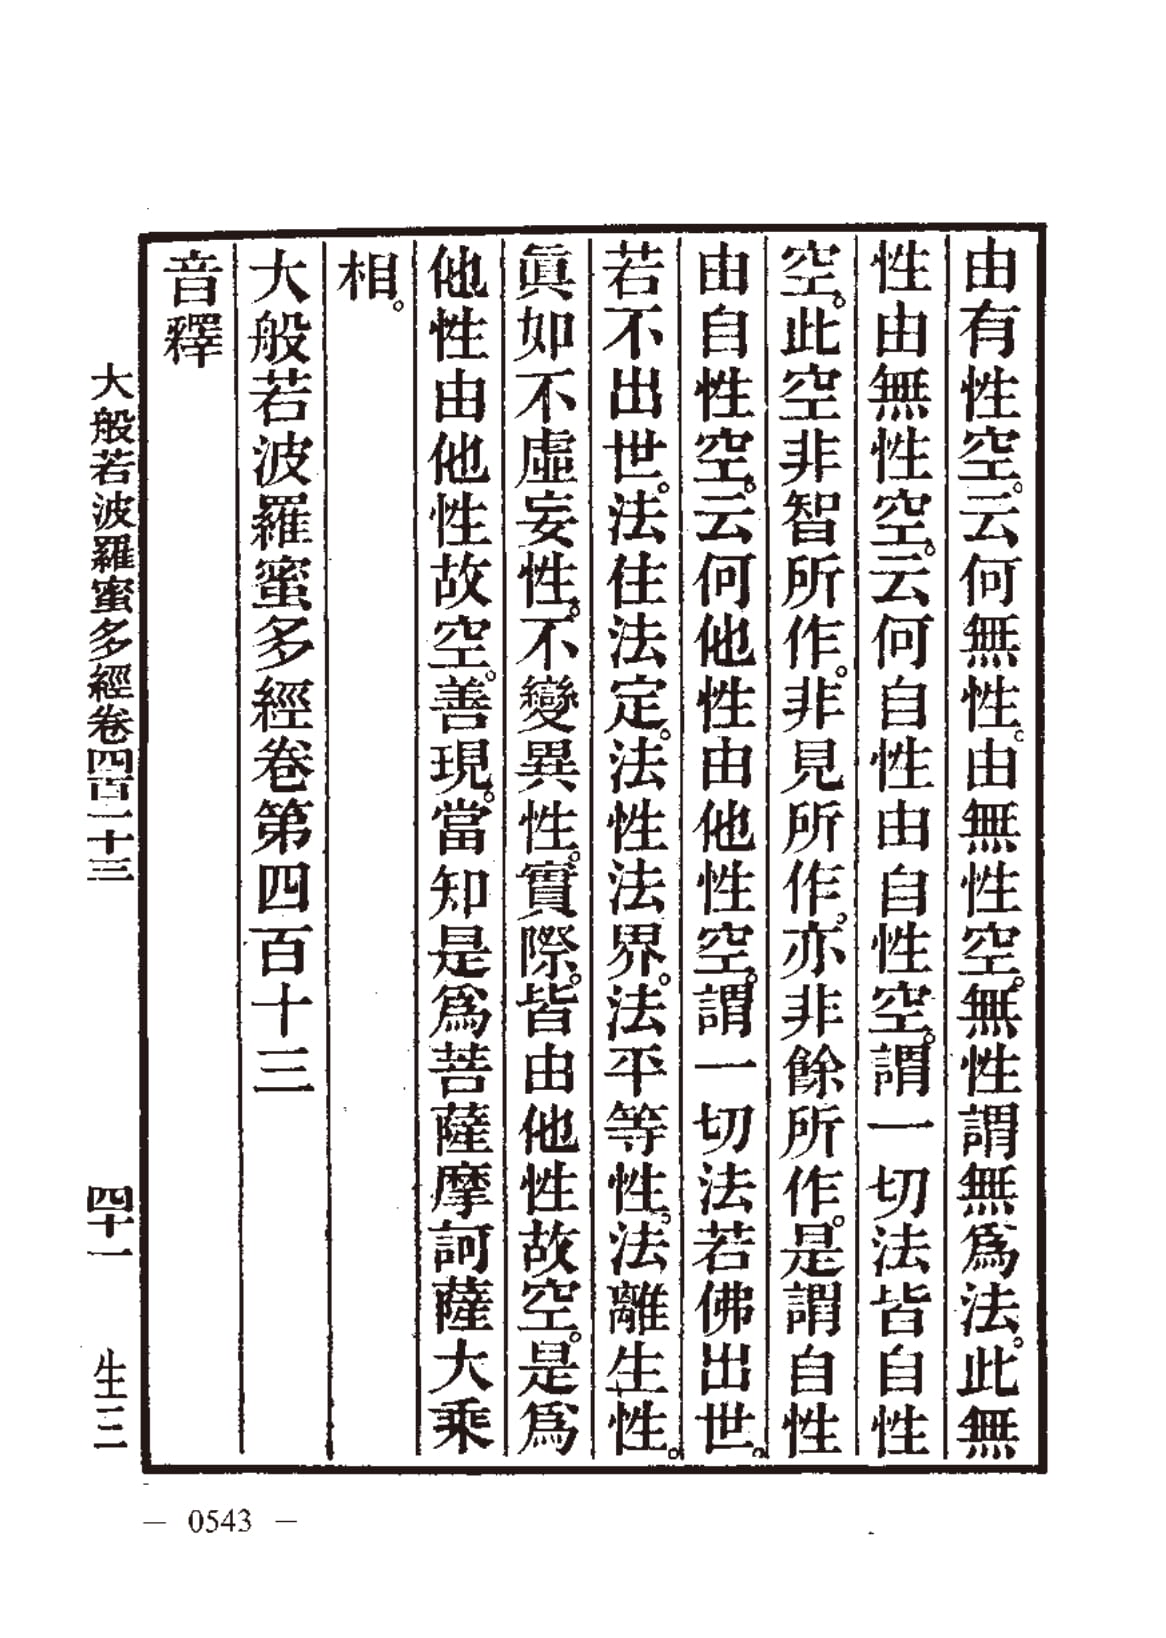 由有性空。云何無性。由無性空。無性謂無爲法。此無
性由無性空。云何自性由自性空。謂一切法皆自性
空。此空非智所作。非見所作。亦非餘所作。是謂自性
由自性空。云何他性由他性空。謂一切法若佛出世。
若不出世。法住法定。法性法界。法平等性。法離生性。
眞如不虛妄性。不變異性。實際。皆由他性故空。是爲
他性由他性故空。善現。當知是爲菩薩摩訶薩大乘
相。
大般若波羅蜜多經卷第四百十三
音釋
大般若波羅蜜多經卷四百一十三 四十一 生三
— 0543 —